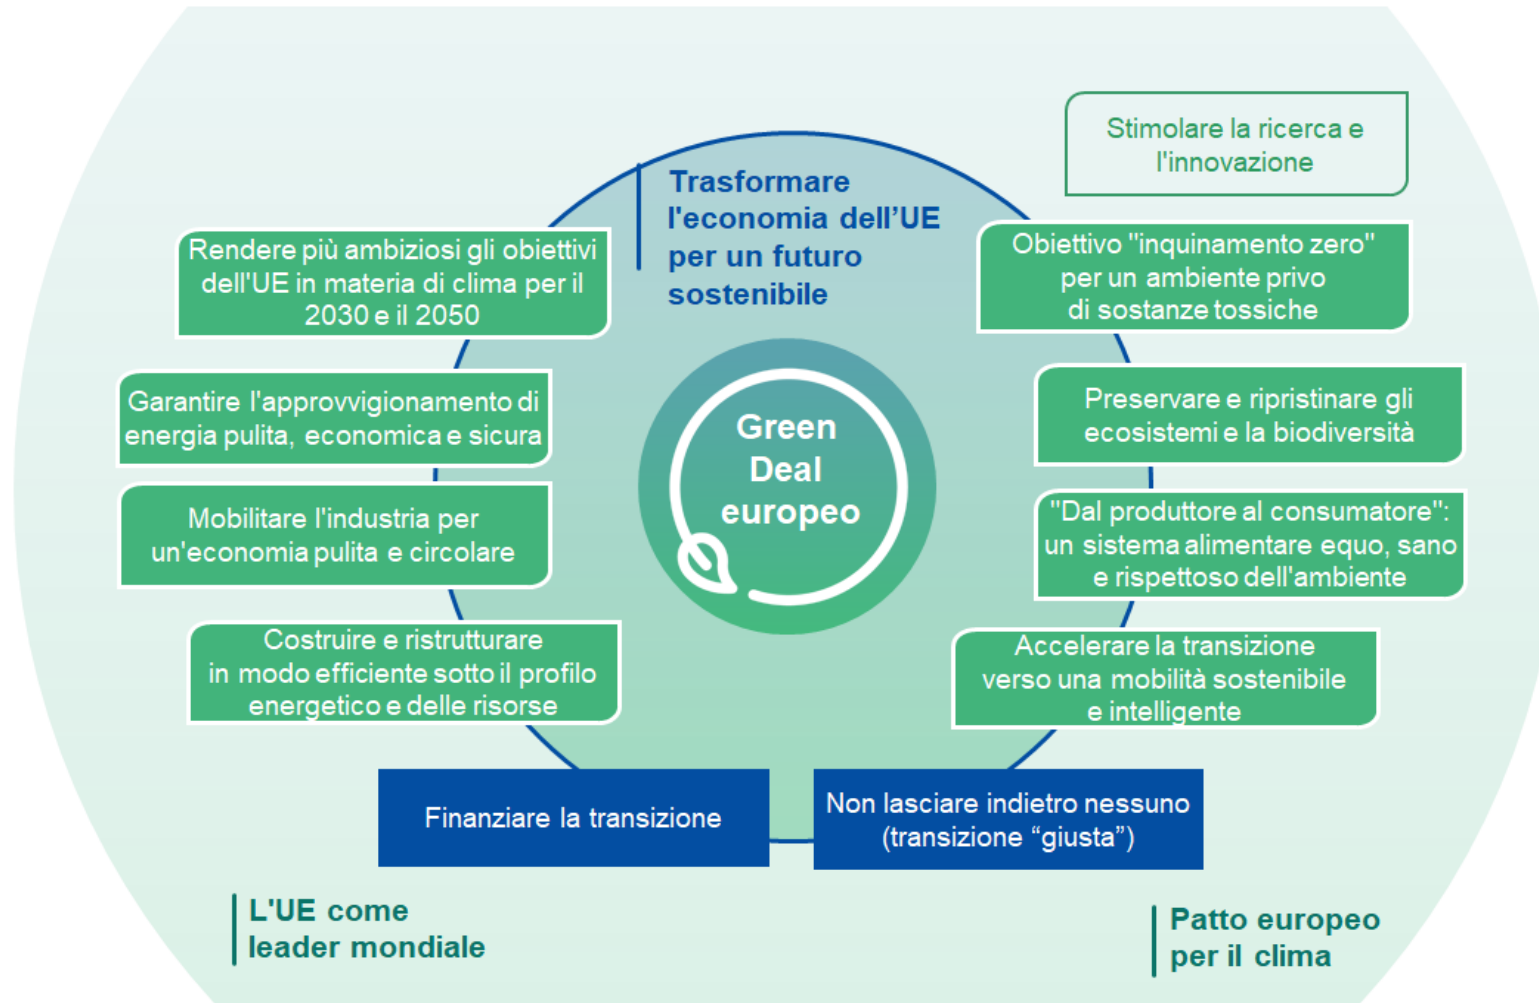 Stimolare la ricerca e
l'innovazione
Trasformare
l'economia dell’UE
per un futuro
sostenibile
Rendere più ambiziosi gli obiettivi
dell'UE in materia di clima per il
2030 e il 2050
Obiettivo "inquinamento zero"
per un ambiente privo
di sostanze tossiche
Garantire l'approvvigionamento di
energia pulita, economica e sicura
Green
Deal
europeo
Preservare e ripristinare gli
ecosistemi e la biodiversità
Mobilitare l'industria per
un'economia pulita e circolare
"Dal produttore al consumatore":
un sistema alimentare equo, sano
e rispettoso dell'ambiente
Costruire e ristrutturare
in modo efficiente sotto il profilo
energetico e delle risorse
Accelerare la transizione
verso una mobilità sostenibile
e intelligente
Finanziare la transizione
Non lasciare indietro nessuno
(transizione “giusta”)
L'UE come
leader mondiale
Patto europeo
per il clima